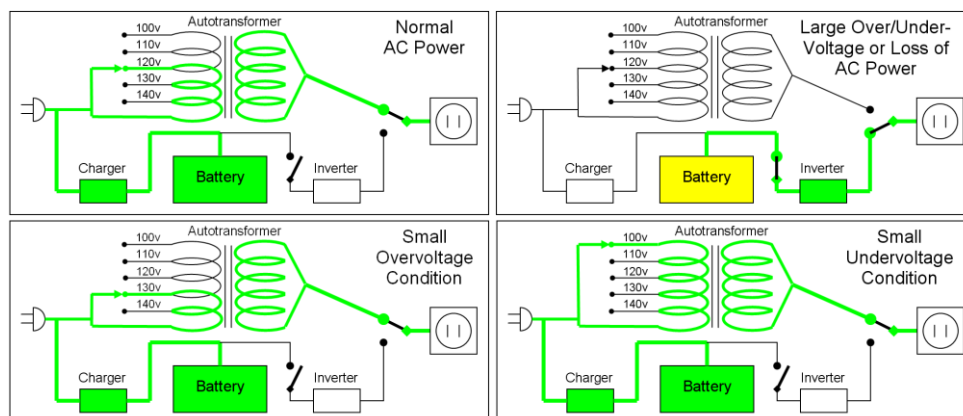 Autotransformer
Normal
AC Power
100v
110v
120v
130v
140v
Charger
Battery
Inverter
Autotransformer
Large Over/Under-
Voltage or Loss of
AC Power
100v
110v
120v
130v
140v
Charger
Battery
Inverter
Autotransformer
Small
Overvoltage
Condition
100v
110v
120v
130v
140v
Charger
Battery
Inverter
Autotransformer
Small
Undervoltage
Condition
100v
110v
120v
130v
140v
Charger
Battery
Inverter